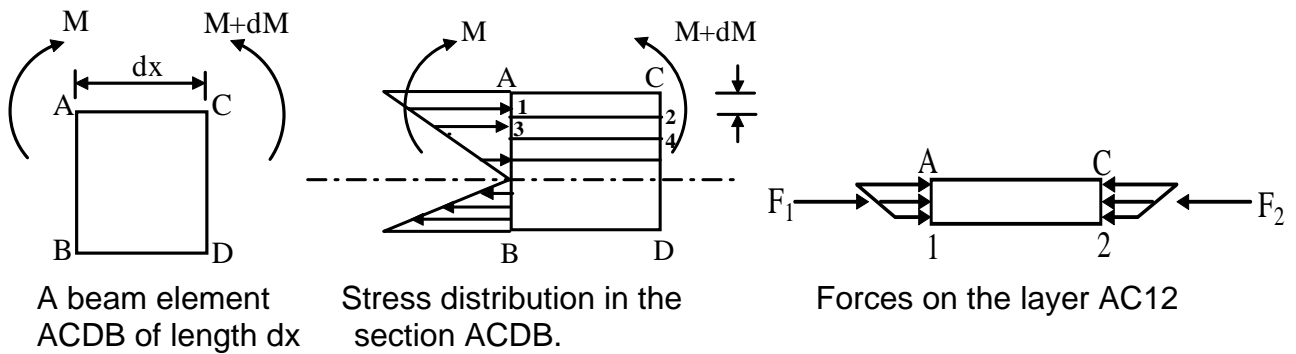 M
M+dM
dx
A
C
B
D
A beam element
ACDB of length dx
M
M+dM
A
C
1
2
3
4
B
D
Stress distribution in the
section ACDB.
A
C
F₁
F₂
1
2
Forces on the layer AC12